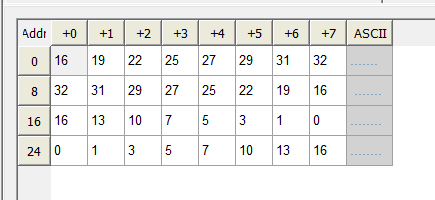 Addr +0 +1 +2 +3 +4 +5 +6 +7 ASCII
0 16 19 22 25 27 29 31 32 ........
8 32 31 29 27 25 22 19 16 ........
16 16 13 10 7 5 3 1 0 ........
24 0 1 3 5 7 10 13 16 ........